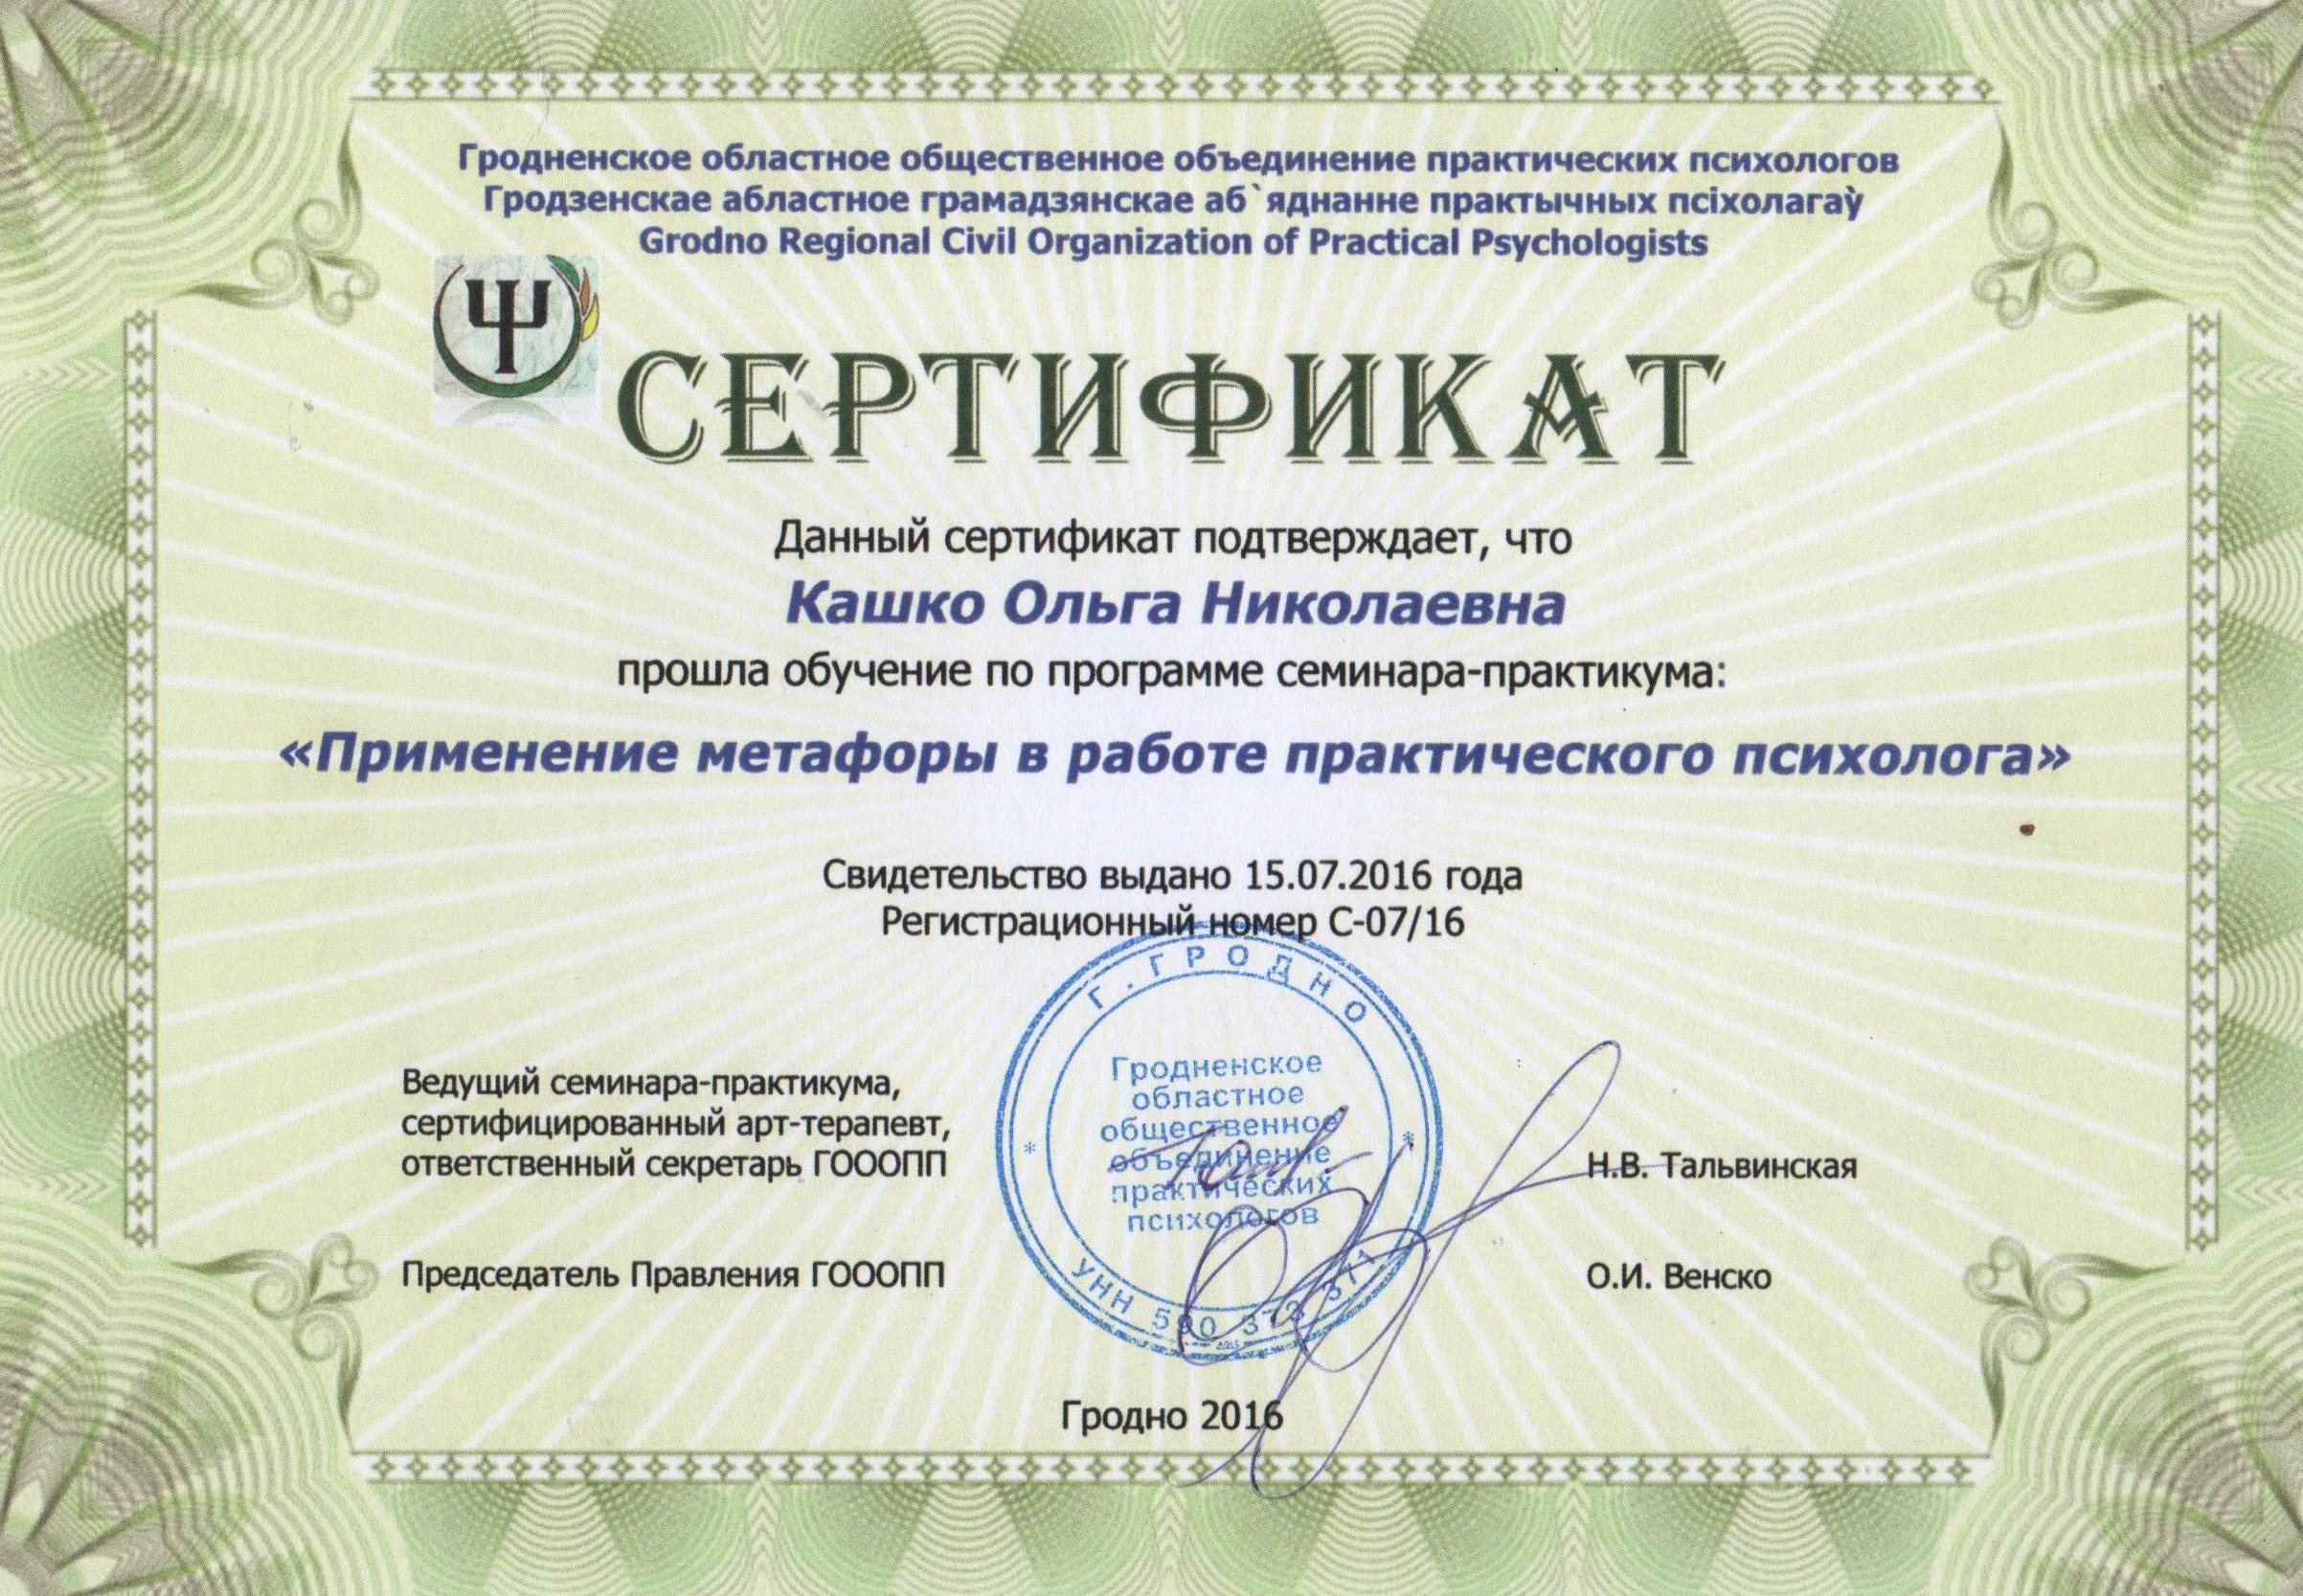 Гродненское областное общественное объединение практических психологов
Гродзенскае абластное грамадзянскае аб`яднанне практычных псіхолагаў
Grodno Regional Civil Organization of Practical Psychologists
Ψ
СЕРТИФИКАТ
Данный сертификат подтверждает, что
Кашко Ольга Николаевна
прошла обучение по программе семинара-практикума:
«Применение метафоры в работе практического психолога»
Свидетельство выдано 15.07.2016 года
Регистрационный номер С-07/16
Г. ГРОДНО
Гродненское
областное
общественное
объединение
практических
психологов
УНН 590
Ведущий семинара-практикума,
сертифицированный арт-терапевт,
ответственный секретарь ГОООПП
Н.В. Тальвинская
Председатель Правления ГОООПП
О.И. Венско
Гродно 2016